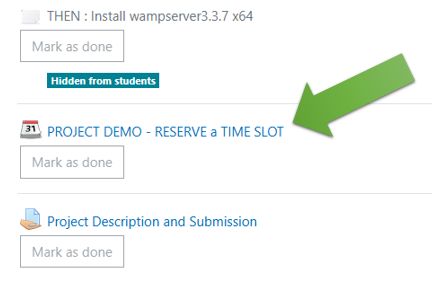 THEN : Install wampserver3.3.7 x64
Mark as done
Hidden from students
31
PROJECT DEMO - RESERVE a TIME SLOT
Mark as done
Project Description and Submission
Mark as done